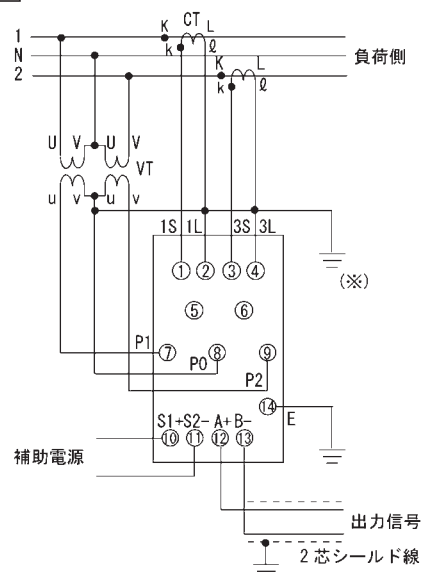 CT
K L
1
k ℓ
N
K L
負荷側
2
k ℓ
U V U V
VT
u v u v
1S 1L 3S 3L
① ② ③ ④
(※)
⑤ ⑥
P1 ⑦ ⑧ ⑨
P0
P2
⑭ E
S1+ S2- A+ B-
⑩ ⑪ ⑫ ⑬
補助電源
出力信号
2芯シールド線